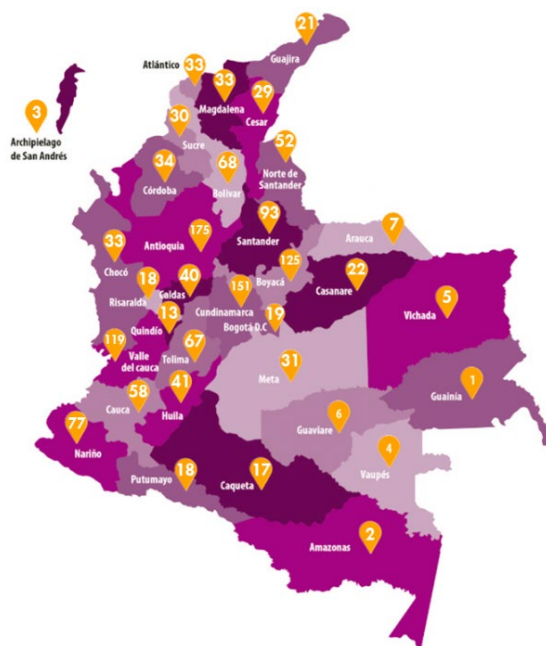 21
Guajira
Atlántico
33
33
Magdalena
29
Cesar
3
Archipielago
de San Andrés
30
Sucre
52
Norte de
Santander
34
Córdoba
68
Bolivar
93
Santander
7
Arauca
175
Antioquia
33
Chocó
125
Boyacá
22
Casanare
5
Vichada
18
Risaralda
40
Caldas
151
Cundinamarca
19
Bogotá D.C
13
Quindío
119
Valle
del cauca
67
Tolima
31
Meta
1
Guainía
58
Cauca
41
Huila
6
Guaviare
77
Nariño
4
Vaupés
18
Putumayo
17
Caqueta
2
Amazonas